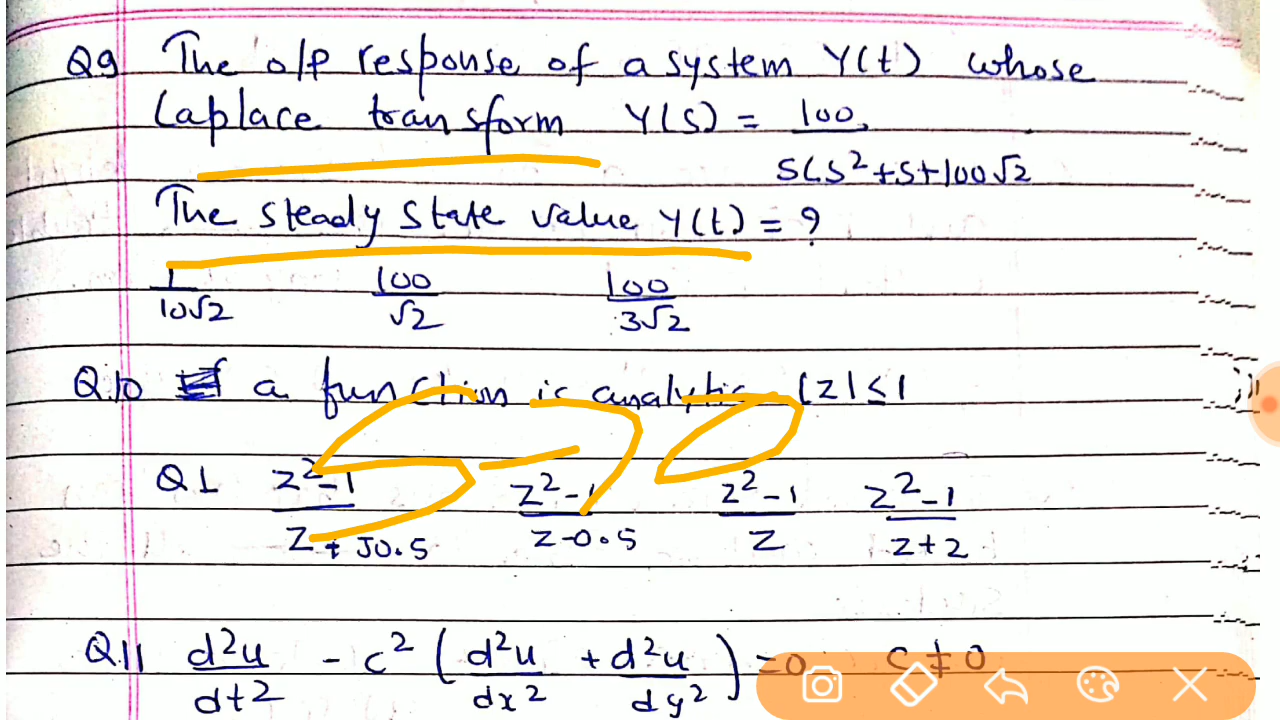 Q9 The o/p response of a system Y(t) whose
Laplace transform Y(S) = 100
S(S²+S+100√2
The steady state value Y(t) = ?
1/10√2 100/√2 100/3√2
Q.10 If a function is analytic |z|≤1
Q1 z²-1/z+J0.5 z²-1/z-0.5 z²-1/z z²-1/z+2
Q11 d²u/dt2 - c² (d²u/dx² + d²u/dy²) = 0 C ≠ 0